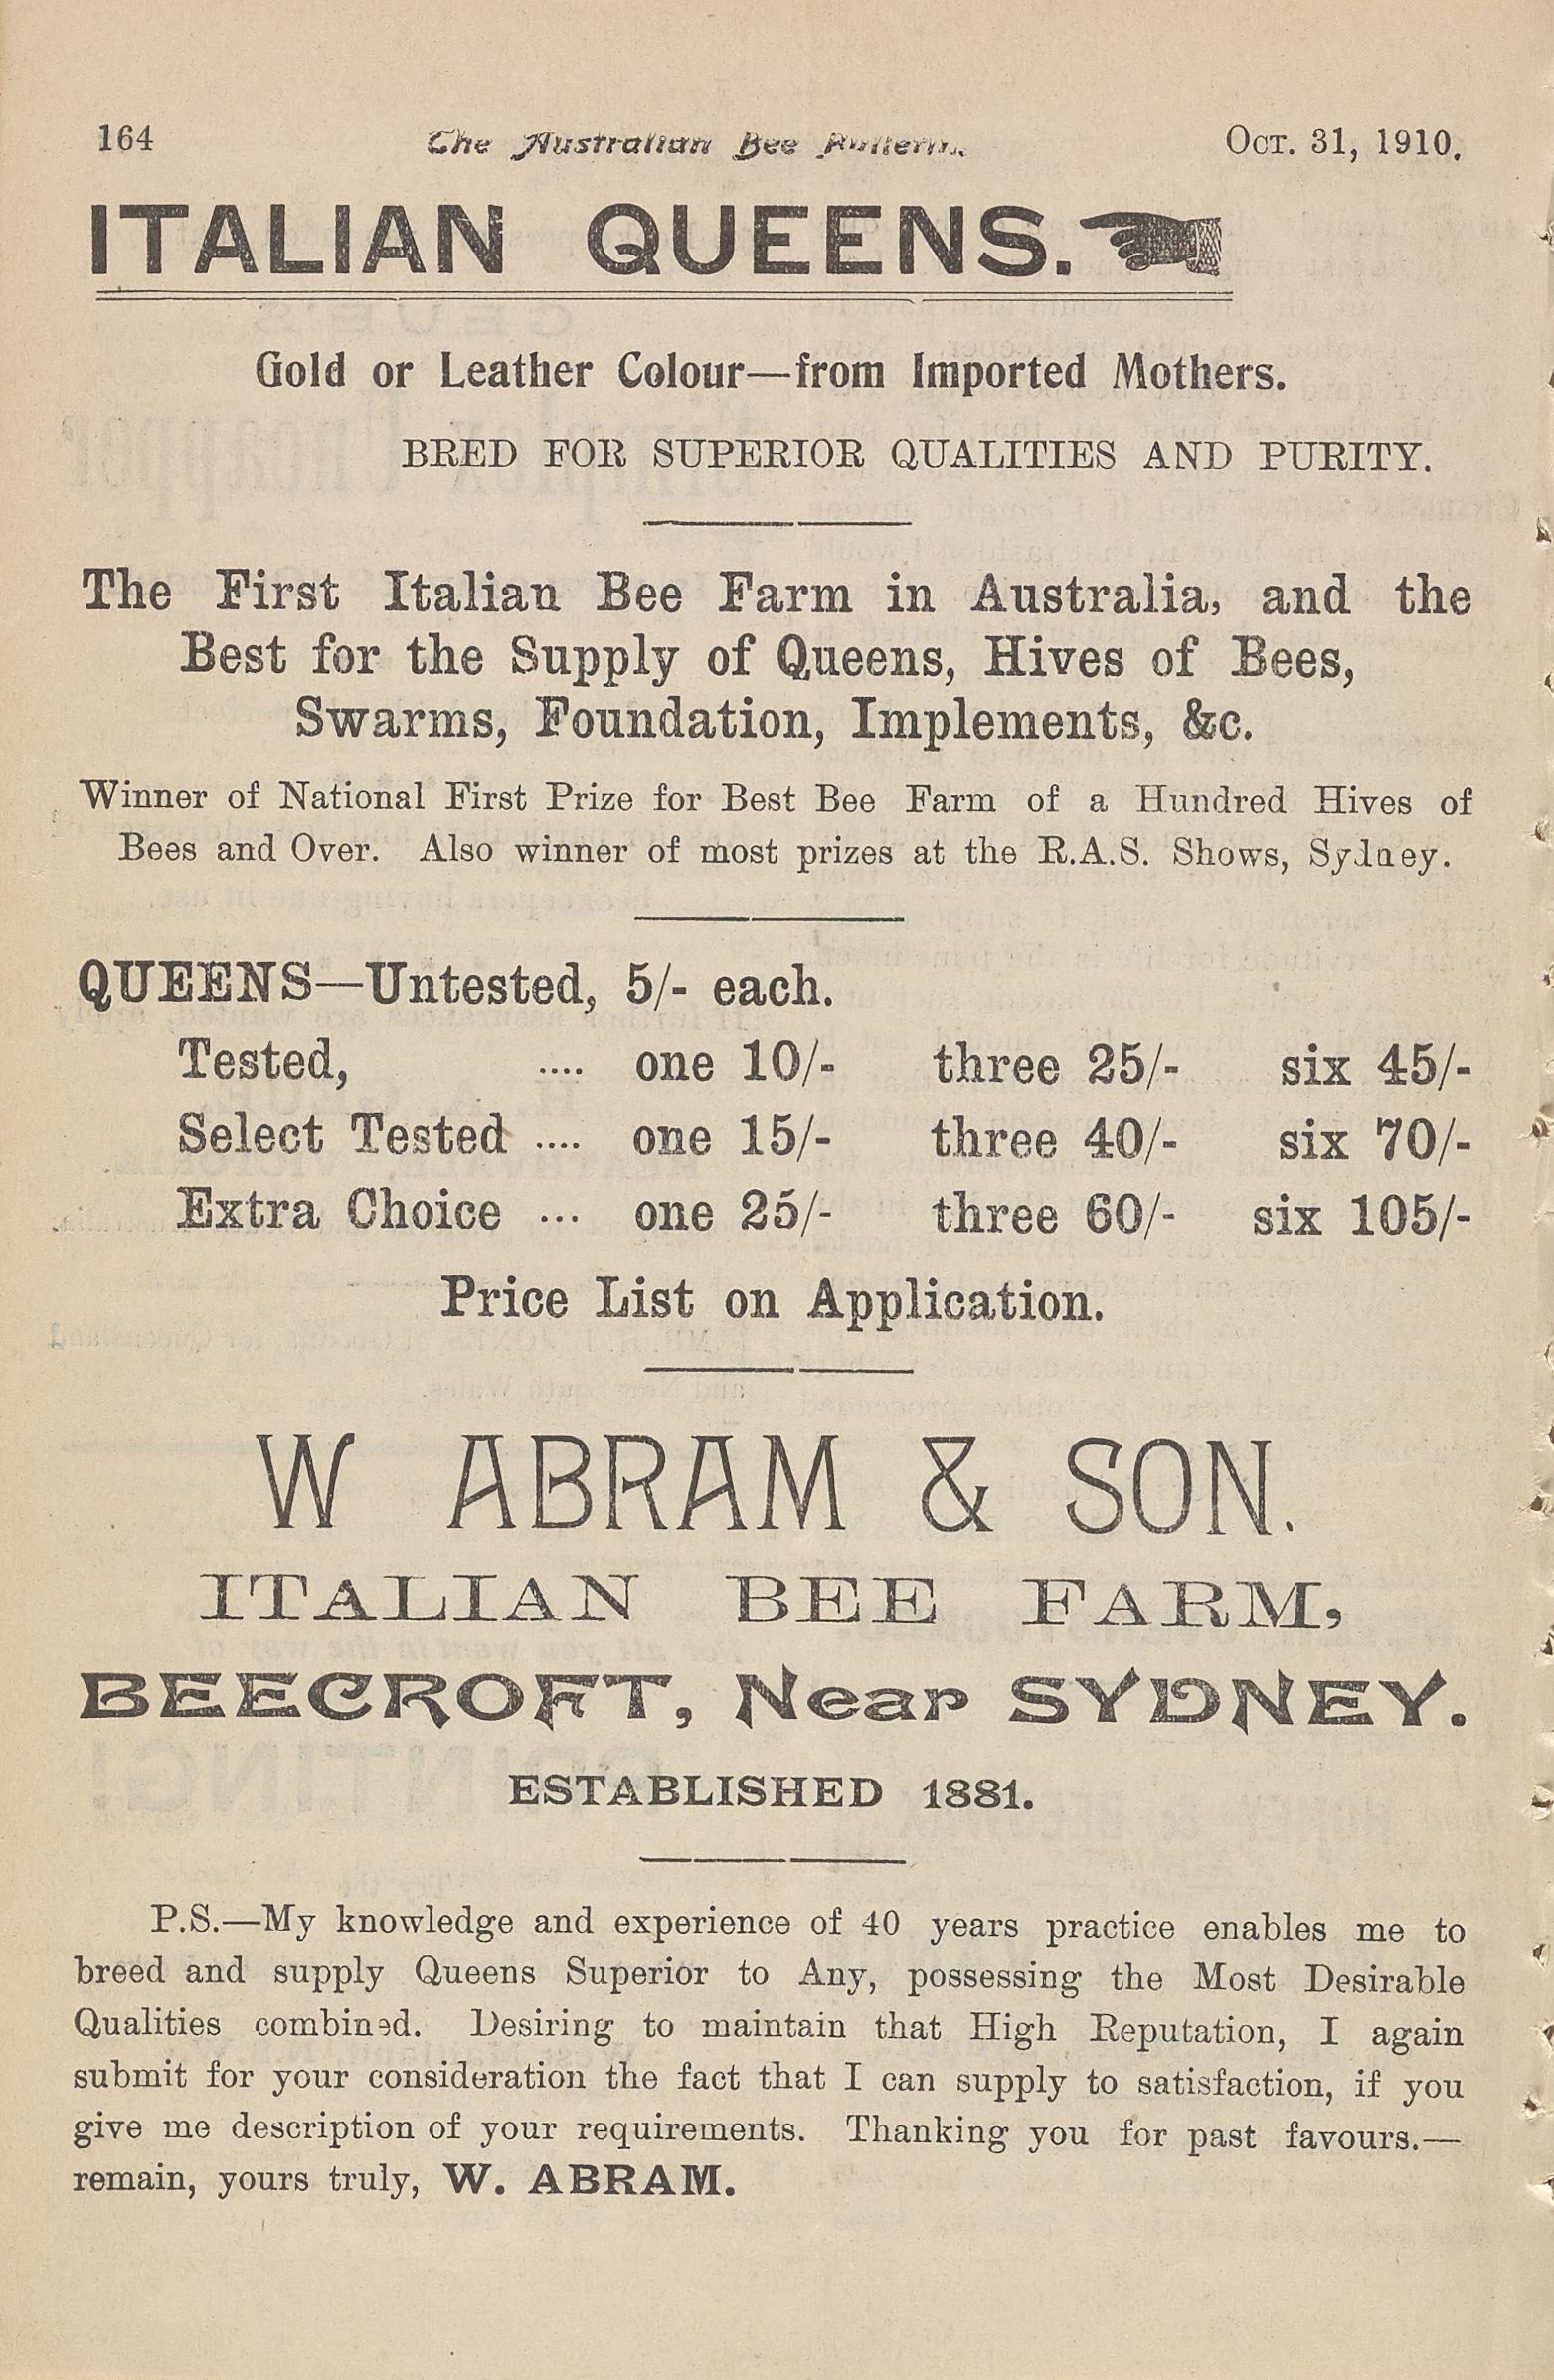 164 The Australian Bee Bulletin. OCT. 31, 1910.
ITALIAN QUEENS.
Gold or Leather Colour—from Imported Mothers.
BRED FOR SUPERIOR QUALITIES AND PURITY.
The First Italian Bee Farm in Australia, and the
Best for the Supply of Queens, Hives of Bees,
Swarms, Foundation, Implements, &c.
Winner of National First Prize for Best Bee Farm of a Hundred Hives of
Bees and Over. Also winner of most prizes at the R.A.S. Shows, Sydney.
QUEENS—Untested, 5/- each.
Tested, .... one 10/- three 25/- six 45/-
Select Tested .... one 15/- three 40/- six 70/-
Extra Choice ... one 25/- three 60/- six 105/-
Price List on Application.
W ABRAM & SON.
ITALIAN BEE FARM,
BEECROFT, Near SYDNEY.
ESTABLISHED 1881.
P.S.—My knowledge and experience of 40 years practice enables me to
breed and supply Queens Superior to Any, possessing the Most Desirable
Qualities combined. Desiring to maintain that High Reputation, I again
submit for your consideration the fact that I can supply to satisfaction, if you
give me description of your requirements. Thanking you for past favours.—
remain, yours truly, W. ABRAM.